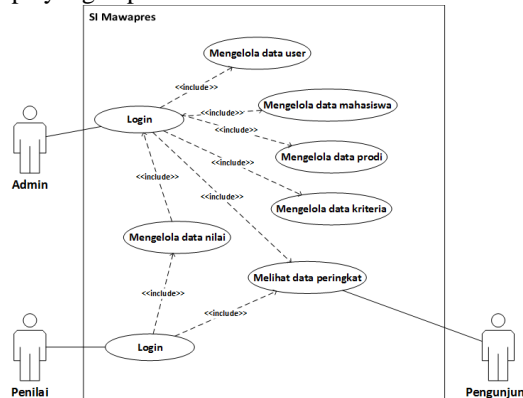 SI Mawapres
Mengelola data user
<<include>>
Mengelola data mahasiswa
<<include>>
Login
<<include>>
Mengelola data prodi
Admin
<<include>>
<<include>>
Mengelola data kriteria
<<include>>
Mengelola data nilai
Melihat data peringkat
<<include>>
<<include>>
Login
Penilai
Pengunjun